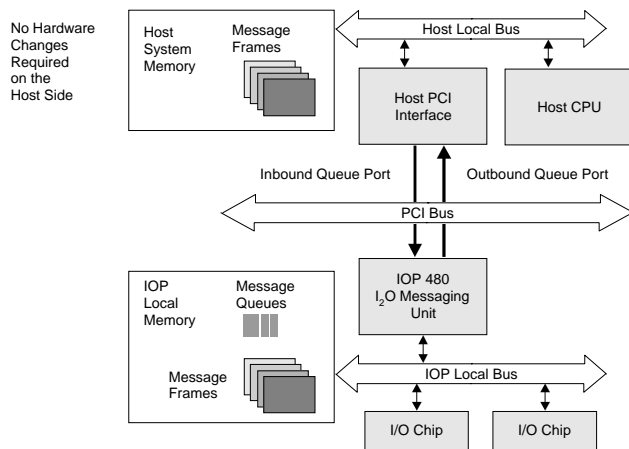 No Hardware
Changes
Required
on the
Host Side
Host
System
Memory
Message
Frames
Host Local Bus
Host PCI
Interface
Host CPU
Inbound Queue Port
Outbound Queue Port
PCI Bus
IOP
Local
Memory
Message
Queues
Message
Frames
IOP 480
I₂O Messaging
Unit
IOP Local Bus
I/O Chip
I/O Chip